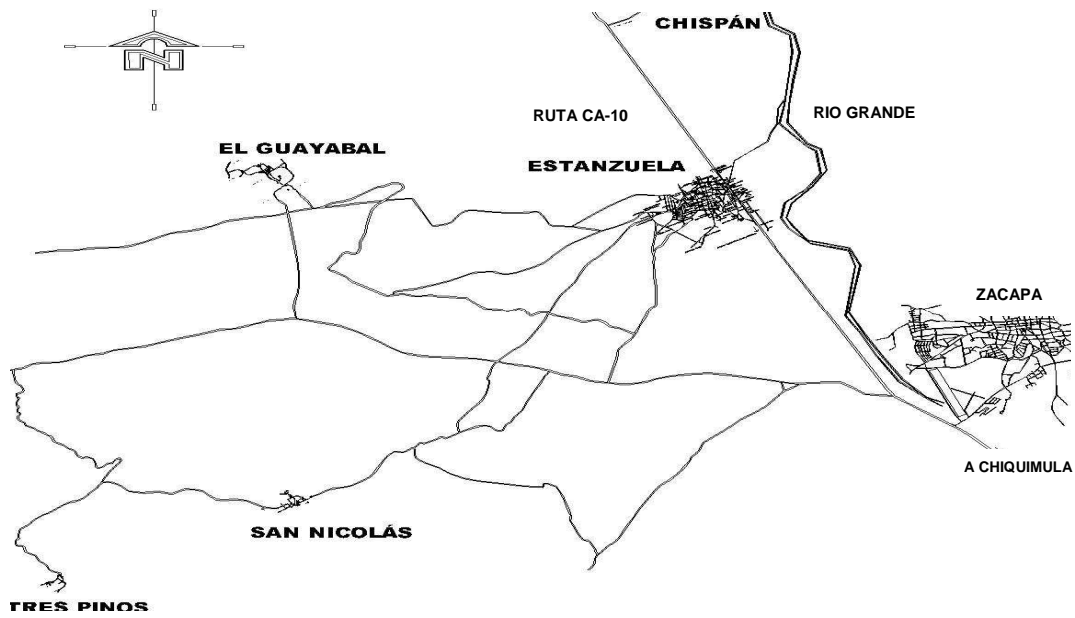 CHISPÁN
N
RUTA CA-10
RIO GRANDE
EL GUAYABAL
ESTANZUELA
ZACAPA
A CHIQUIMULA
SAN NICOLÁS
TRES PINOS